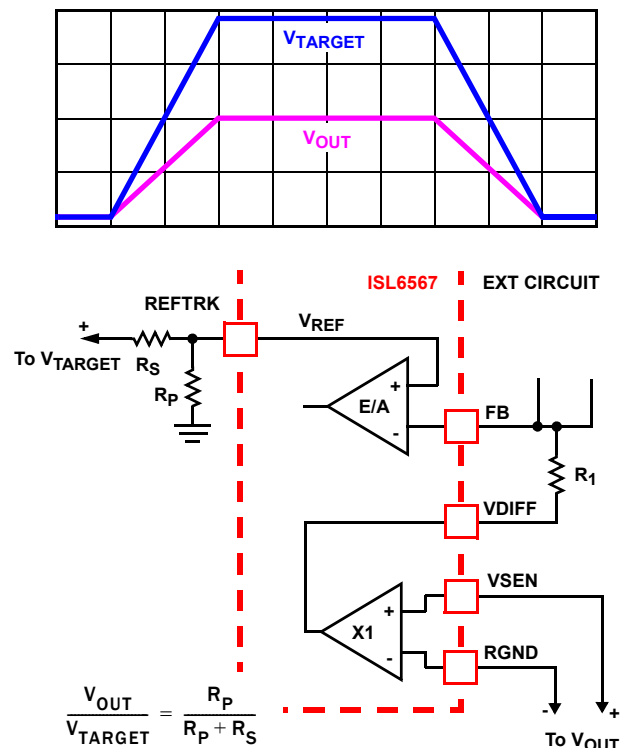 VTARGET
VOUT
ISL6567
EXT CIRCUIT
REFTRK
VREF
+
To VTARGET
RS
RP
+
E/A
-
FB
R1
VDIFF
VSEN
+
X1
-
RGND
-
+
To VOUT
VOUT / VTARGET = RP / RP + RS